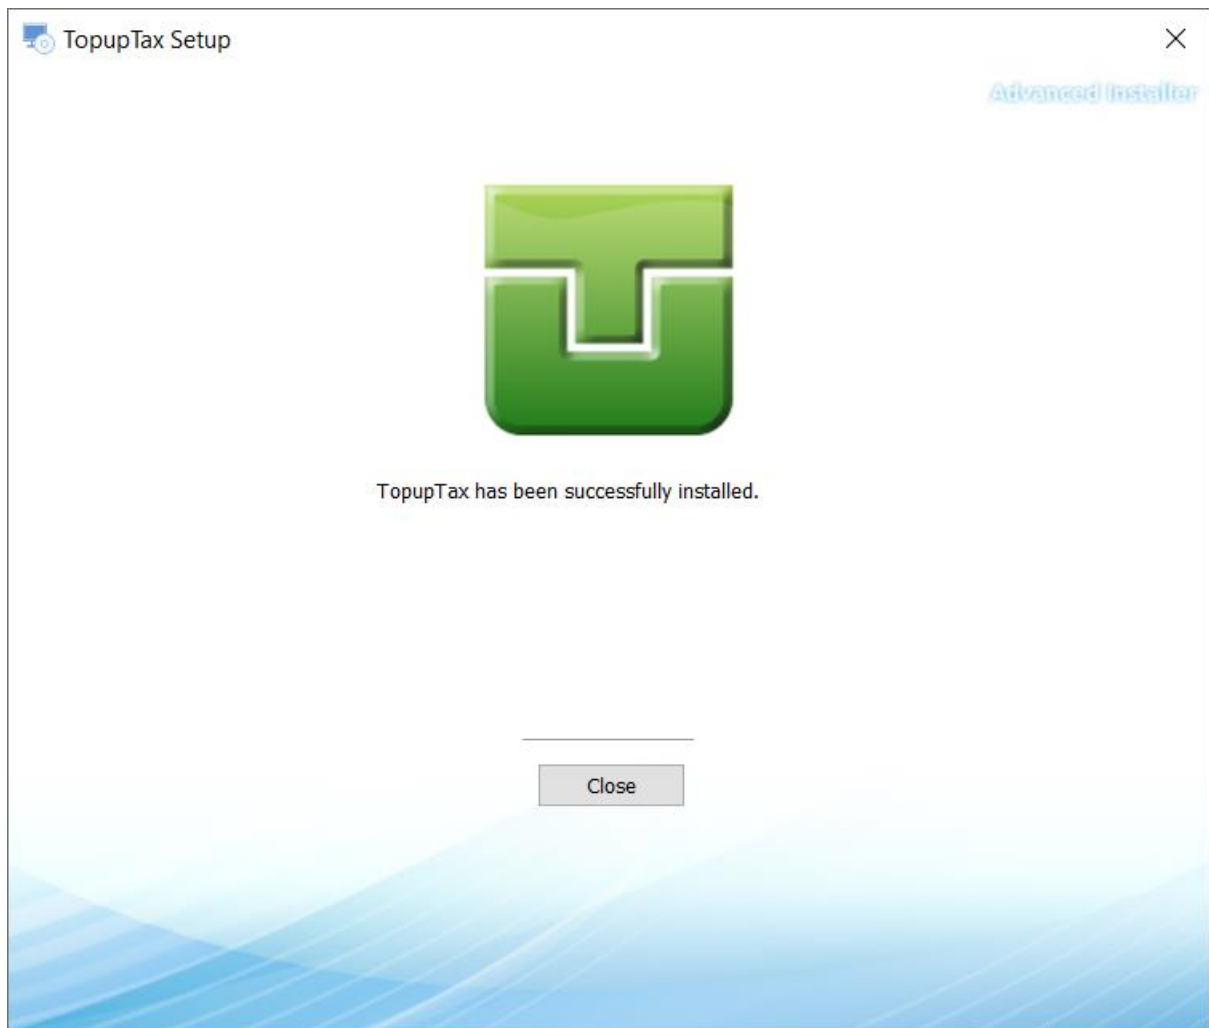 TopupTax Setup
Advanced Installer
TopupTax has been successfully installed.
Close